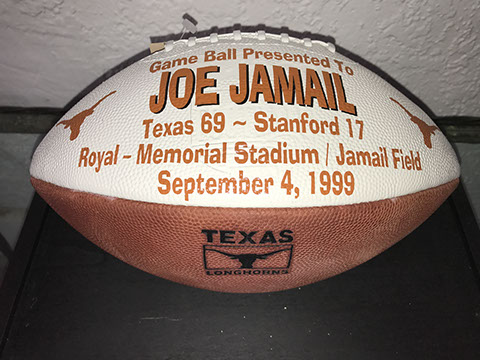 Game Ball Presented To
JOE JAMAIL
Texas 69 ~ Stanford 17
Royal - Memorial Stadium / Jamail Field
September 4, 1999
TEXAS
LONGHORNS